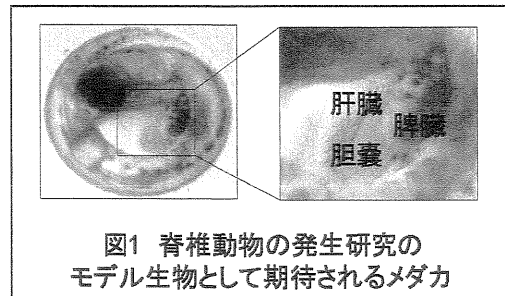 肝臓
脾臓
胆嚢
図1 脊椎動物の発生研究の
モデル生物として期待されるメダカ